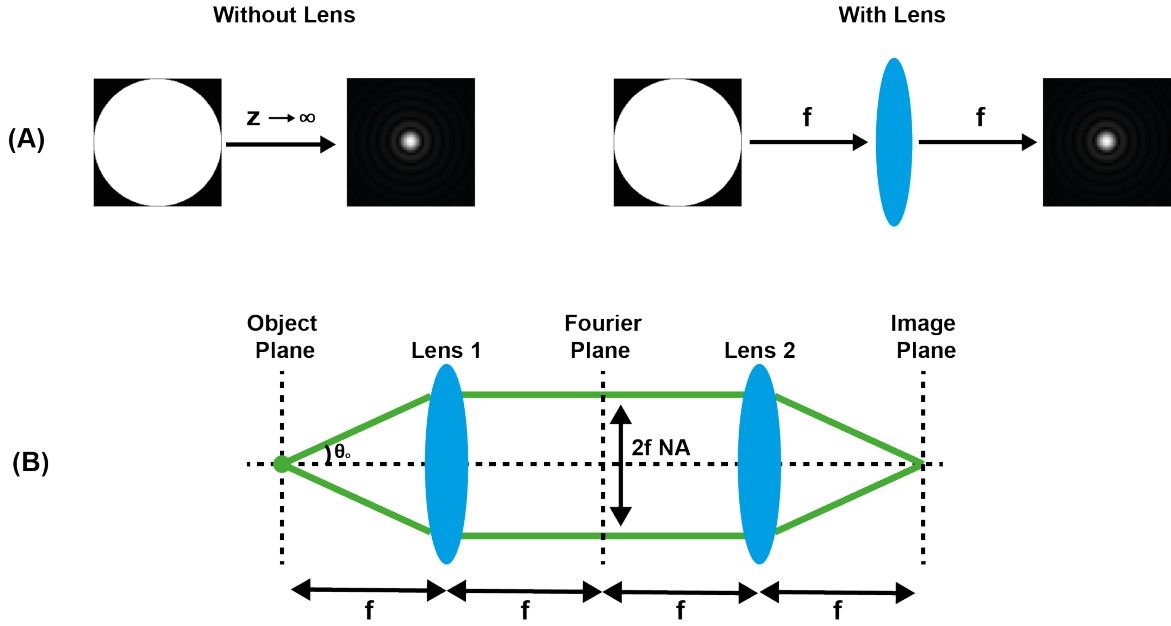 Without Lens
With Lens
(A)
z → ∞
f
f
Object
Plane
Lens 1
Fourier
Plane
Lens 2
Image
Plane
(B)
θₒ
2f NA
f
f
f
f